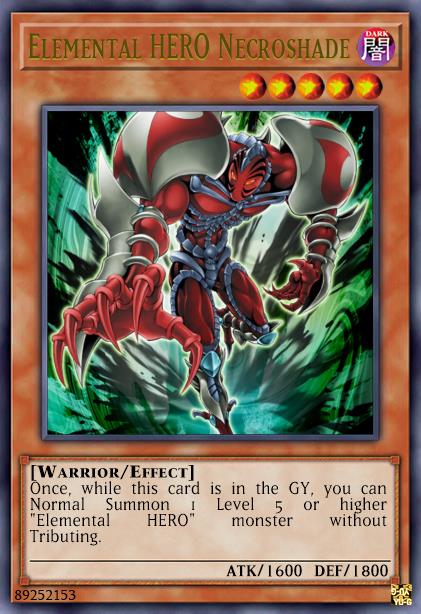 Elemental HERO Necroshade
DARK
闇
[Warrior/Effect]
Once, while this card is in the GY, you can
Normal Summon 1 Level 5 or higher
"Elemental HERO" monster without
Tributing.
ATK/1600 DEF/1800
89252153